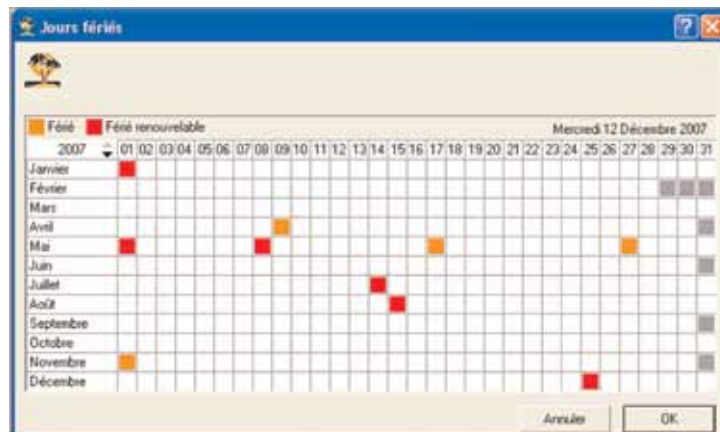 Jours fériés
Férié Férié renouvelable Mercredi 12 Décembre 2007
2007 01 02 03 04 05 06 07 08 09 10 11 12 13 14 15 16 17 18 19 20 21 22 23 24 25 26 27 28 29 30 31
Janvier
Février
Mars
Avril
Mai
Juin
Juillet
Août
Septembre
Octobre
Novembre
Décembre
Annuler OK